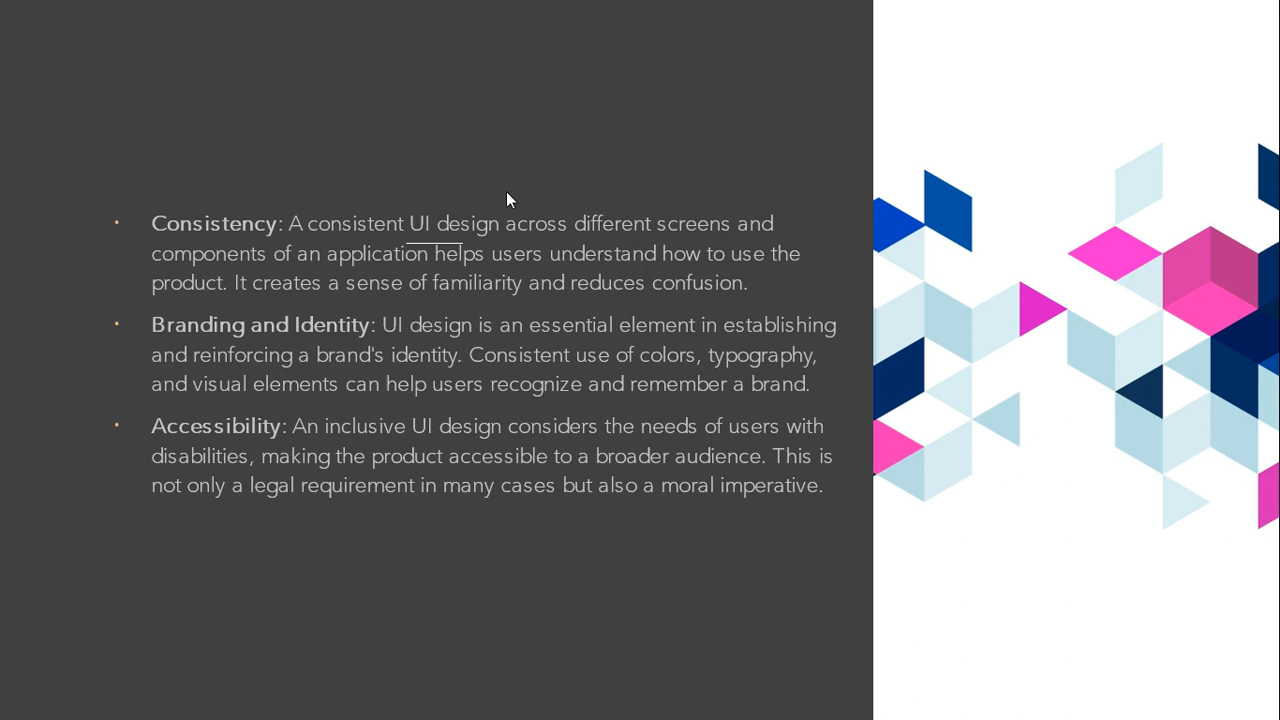 • Consistency: A consistent UI design across different screens and
components of an application helps users understand how to use the
product. It creates a sense of familiarity and reduces confusion.
• Branding and Identity: UI design is an essential element in establishing
and reinforcing a brand's identity. Consistent use of colors, typography,
and visual elements can help users recognize and remember a brand.
• Accessibility: An inclusive UI design considers the needs of users with
disabilities, making the product accessible to a broader audience. This is
not only a legal requirement in many cases but also a moral imperative.